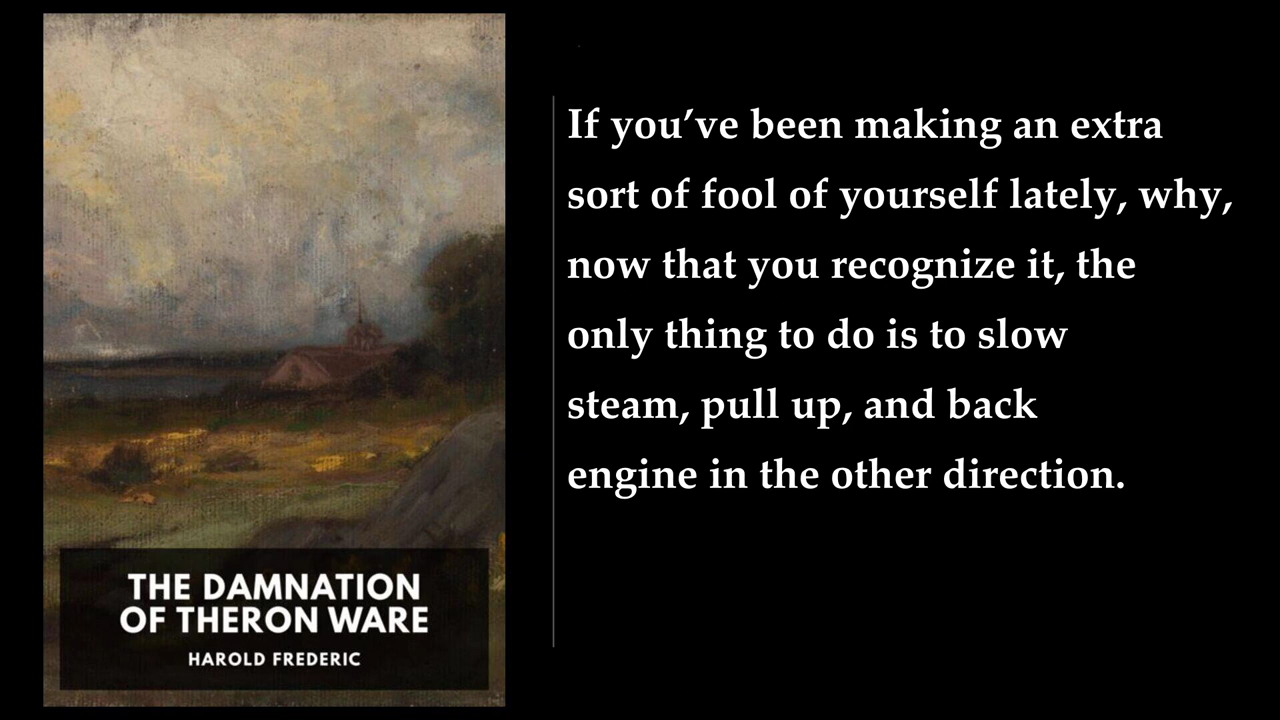 If you’ve been making an extra
sort of fool of yourself lately, why,
now that you recognize it, the
only thing to do is to slow
steam, pull up, and back
engine in the other direction.
THE DAMNATION
OF THERON WARE
HAROLD FREDERIC